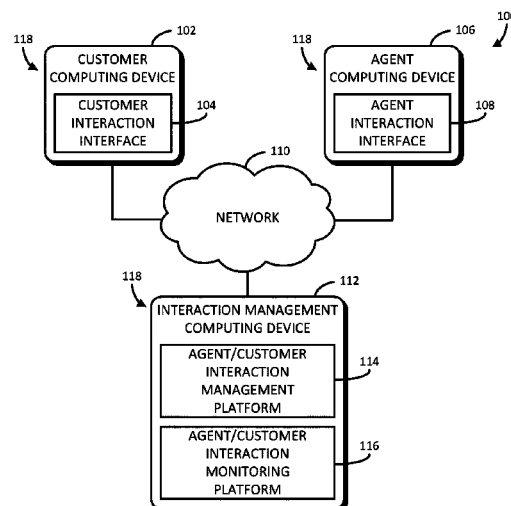 118
102
CUSTOMER
COMPUTING DEVICE
CUSTOMER
INTERACTION
INTERFACE
104
118
106
10
AGENT
COMPUTING DEVICE
AGENT
INTERACTION
INTERFACE
108
110
NETWORK
118
112
INTERACTION MANAGEMENT
COMPUTING DEVICE
AGENT/CUSTOMER
INTERACTION
MANAGEMENT
PLATFORM
114
AGENT/CUSTOMER
INTERACTION
MONITORING
PLATFORM
116